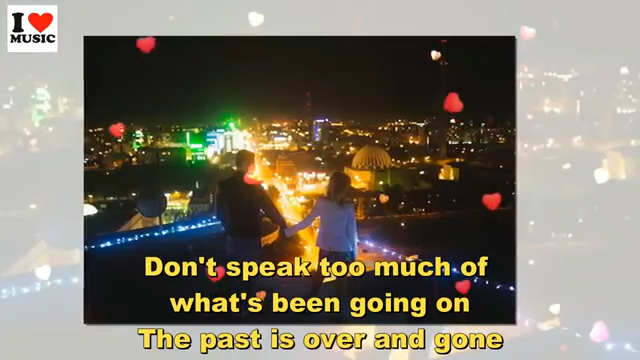 I
MUSIC
Don't speak too much of
what's been going on
The past is over and gone